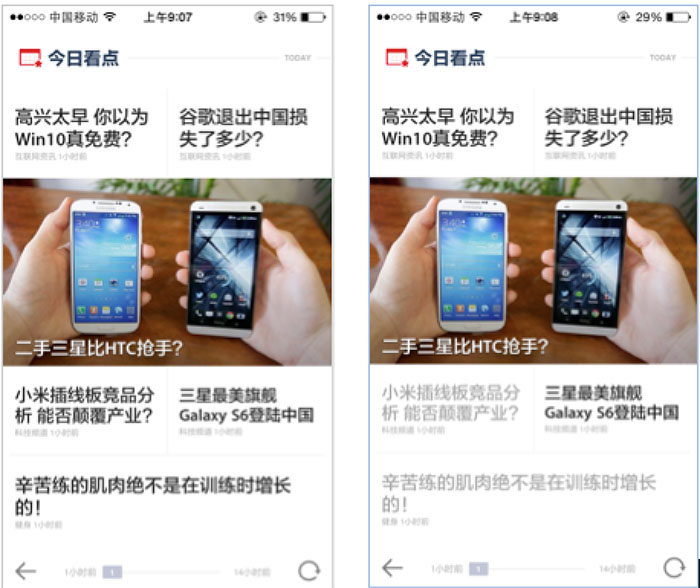 中国移动 上午9:07 31%
今日看点 TODAY
高兴太早 你以为
Win10真免费?
互联网资讯 1小时前
谷歌退出中国损
失了多少?
互联网资讯 1小时前
二手三星比HTC抢手?
小米插线板竞品分
析 能否颠覆产业?
科技频道 1小时前
三星最美旗舰
Galaxy S6登陆中国
科技频道 1小时前
辛苦练的肌肉绝不是在训练时增长
的!
健身 1小时前
1小时前 1 14小时前
中国移动 上午9:08 29%
今日看点 TODAY
高兴太早 你以为
Win10真免费?
互联网资讯 1小时前
谷歌退出中国损
失了多少?
互联网资讯 1小时前
二手三星比HTC抢手?
小米插线板竞品分
析 能否颠覆产业?
科技频道 1小时前
三星最美旗舰
Galaxy S6登陆中国
科技频道 1小时前
辛苦练的肌肉绝不是在训练时增长
的!
健身 1小时前
1小时前 1 14小时前